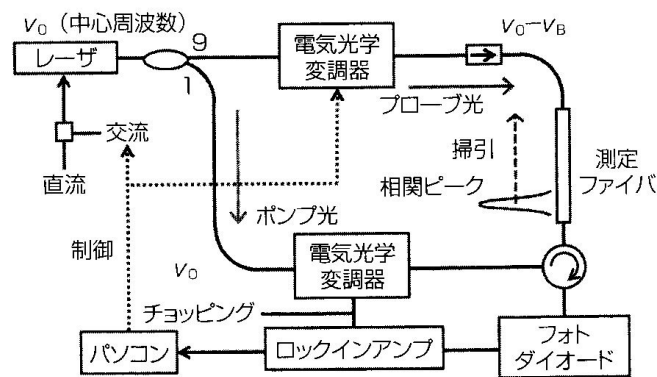 ν0（中心周波数）
レーザ
9
1
電気光学
変調器
ν0−νB
プローブ光
交流
直流
掃引
相関ピーク
測定
ファイバ
ポンプ光
制御
ν0
電気光学
変調器
チョッピング
パソコン
ロックインアンプ
フォト
ダイオード